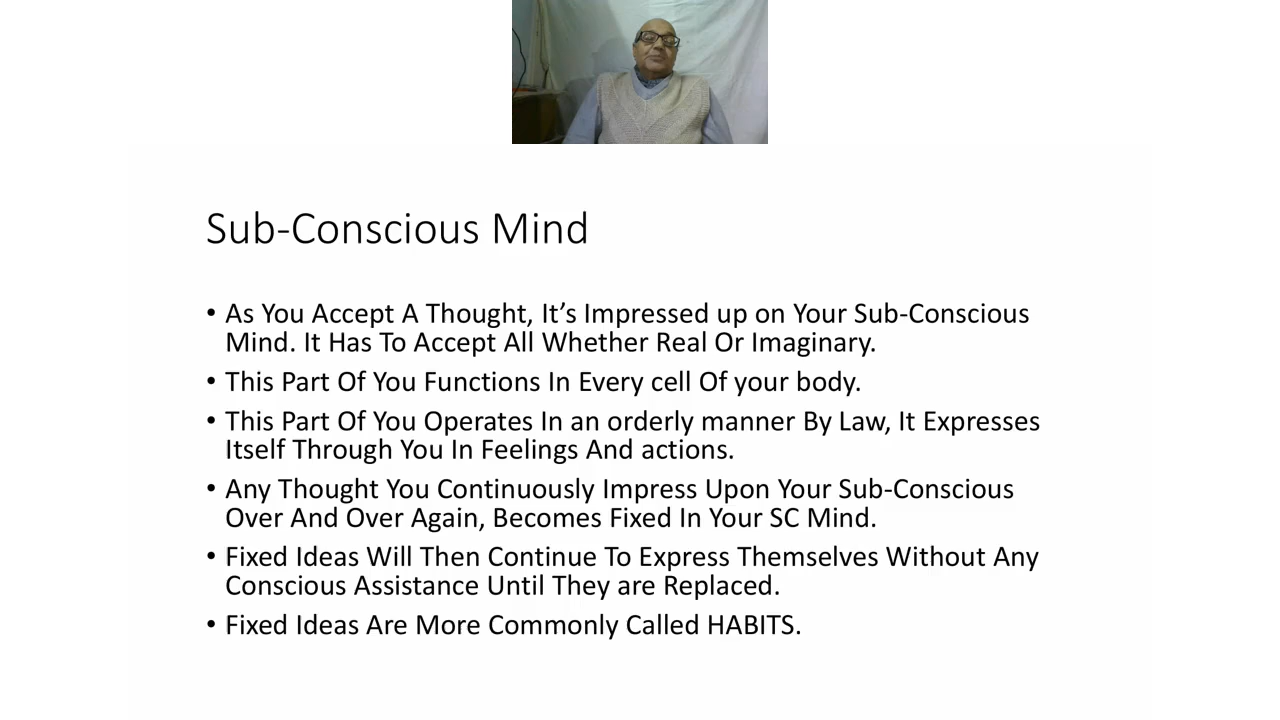 Sub-Conscious Mind
• As You Accept A Thought, It’s Impressed up on Your Sub-Conscious
Mind. It Has To Accept All Whether Real Or Imaginary.
• This Part Of You Functions In Every cell Of your body.
• This Part Of You Operates In an orderly manner By Law, It Expresses
Itself Through You In Feelings And actions.
• Any Thought You Continuously Impress Upon Your Sub-Conscious
Over And Over Again, Becomes Fixed In Your SC Mind.
• Fixed Ideas Will Then Continue To Express Themselves Without Any
Conscious Assistance Until They are Replaced.
• Fixed Ideas Are More Commonly Called HABITS.